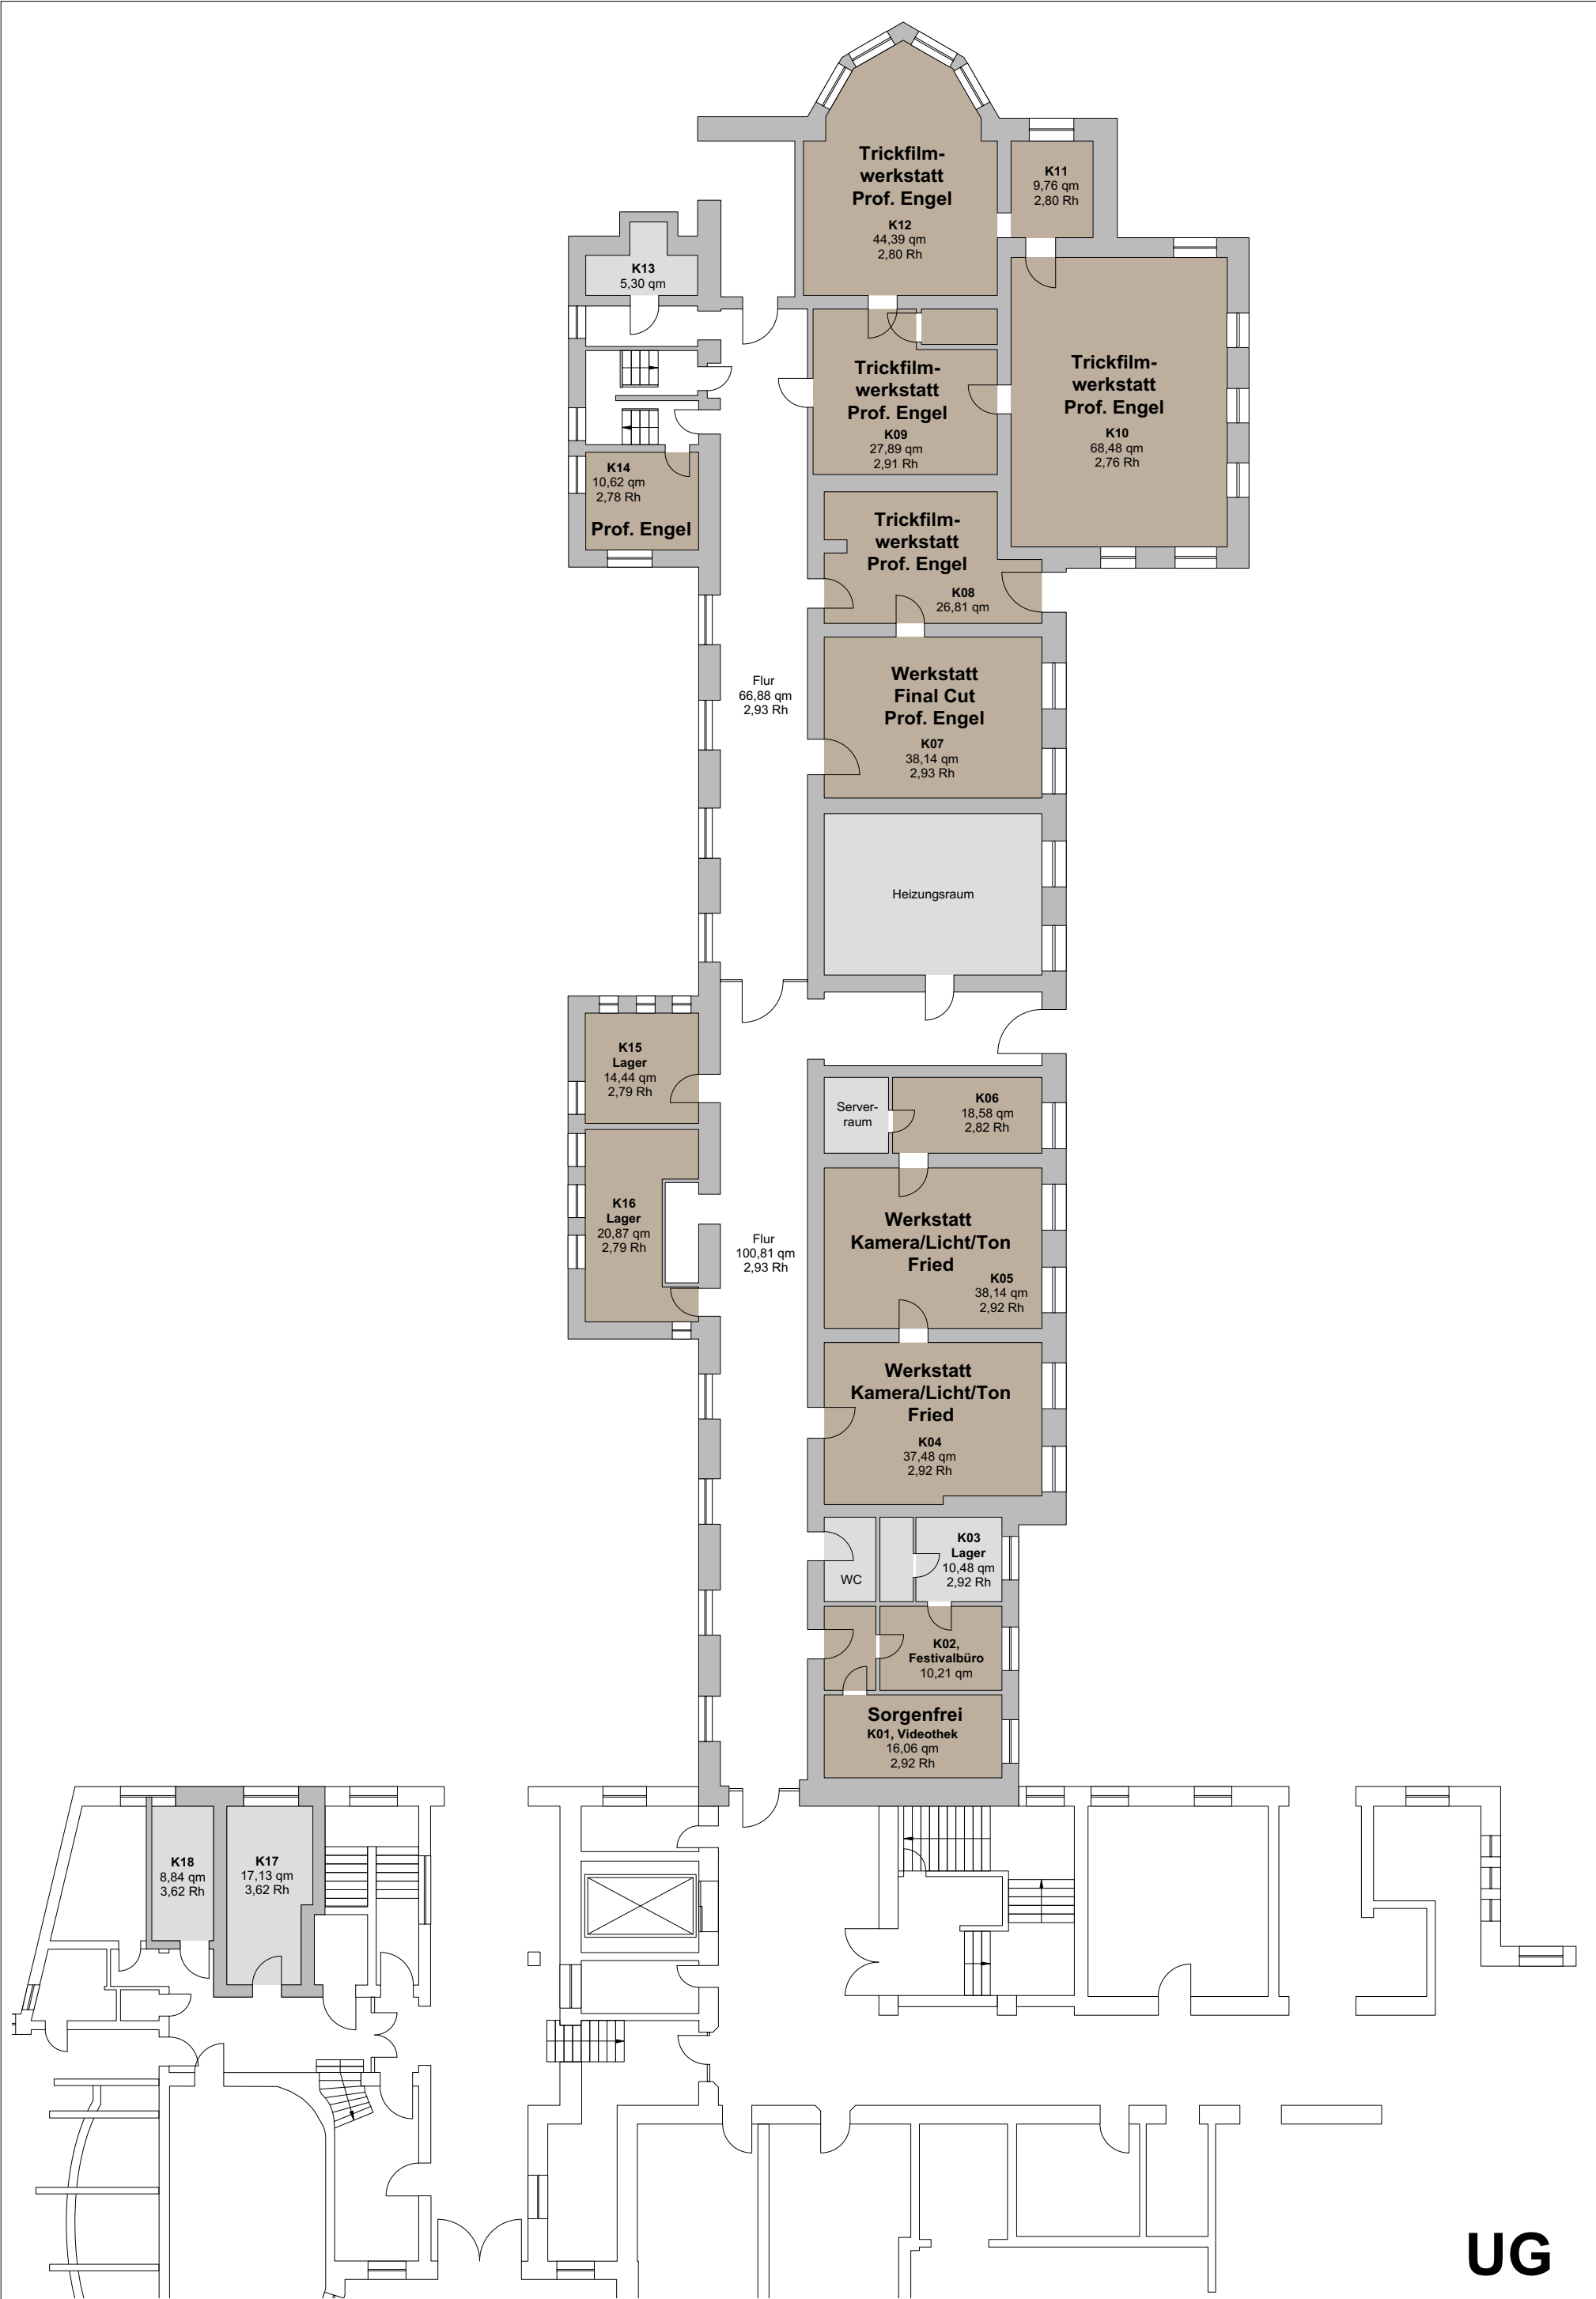 Trickfilm-
werkstatt
Prof. Engel
K12
44,39 qm
2,80 Rh
K11
9,76 qm
2,80 Rh
K13
5,30 qm
Trickfilm-
werkstatt
Prof. Engel
K09
27,89 qm
2,91 Rh
Trickfilm-
werkstatt
Prof. Engel
K10
68,48 qm
2,76 Rh
K14
10,62 qm
2,78 Rh
Prof. Engel
Trickfilm-
werkstatt
Prof. Engel
K08
26,81 qm
Flur
66,88 qm
2,93 Rh
Werkstatt
Final Cut
Prof. Engel
K07
38,14 qm
2,93 Rh
Heizungsraum
K15
Lager
14,44 qm
2,79 Rh
Server-
raum
K06
18,58 qm
2,82 Rh
K16
Lager
20,87 qm
2,79 Rh
Flur
100,81 qm
2,93 Rh
Werkstatt
Kamera/Licht/Ton
Fried
K05
38,14 qm
2,92 Rh
Werkstatt
Kamera/Licht/Ton
Fried
K04
37,48 qm
2,92 Rh
WC
K03
Lager
10,48 qm
2,92 Rh
K02,
Festivalbüro
10,21 qm
Sorgenfrei
K01, Videothek
16,06 qm
2,92 Rh
K18
8,84 qm
3,62 Rh
K17
17,13 qm
3,62 Rh
UG